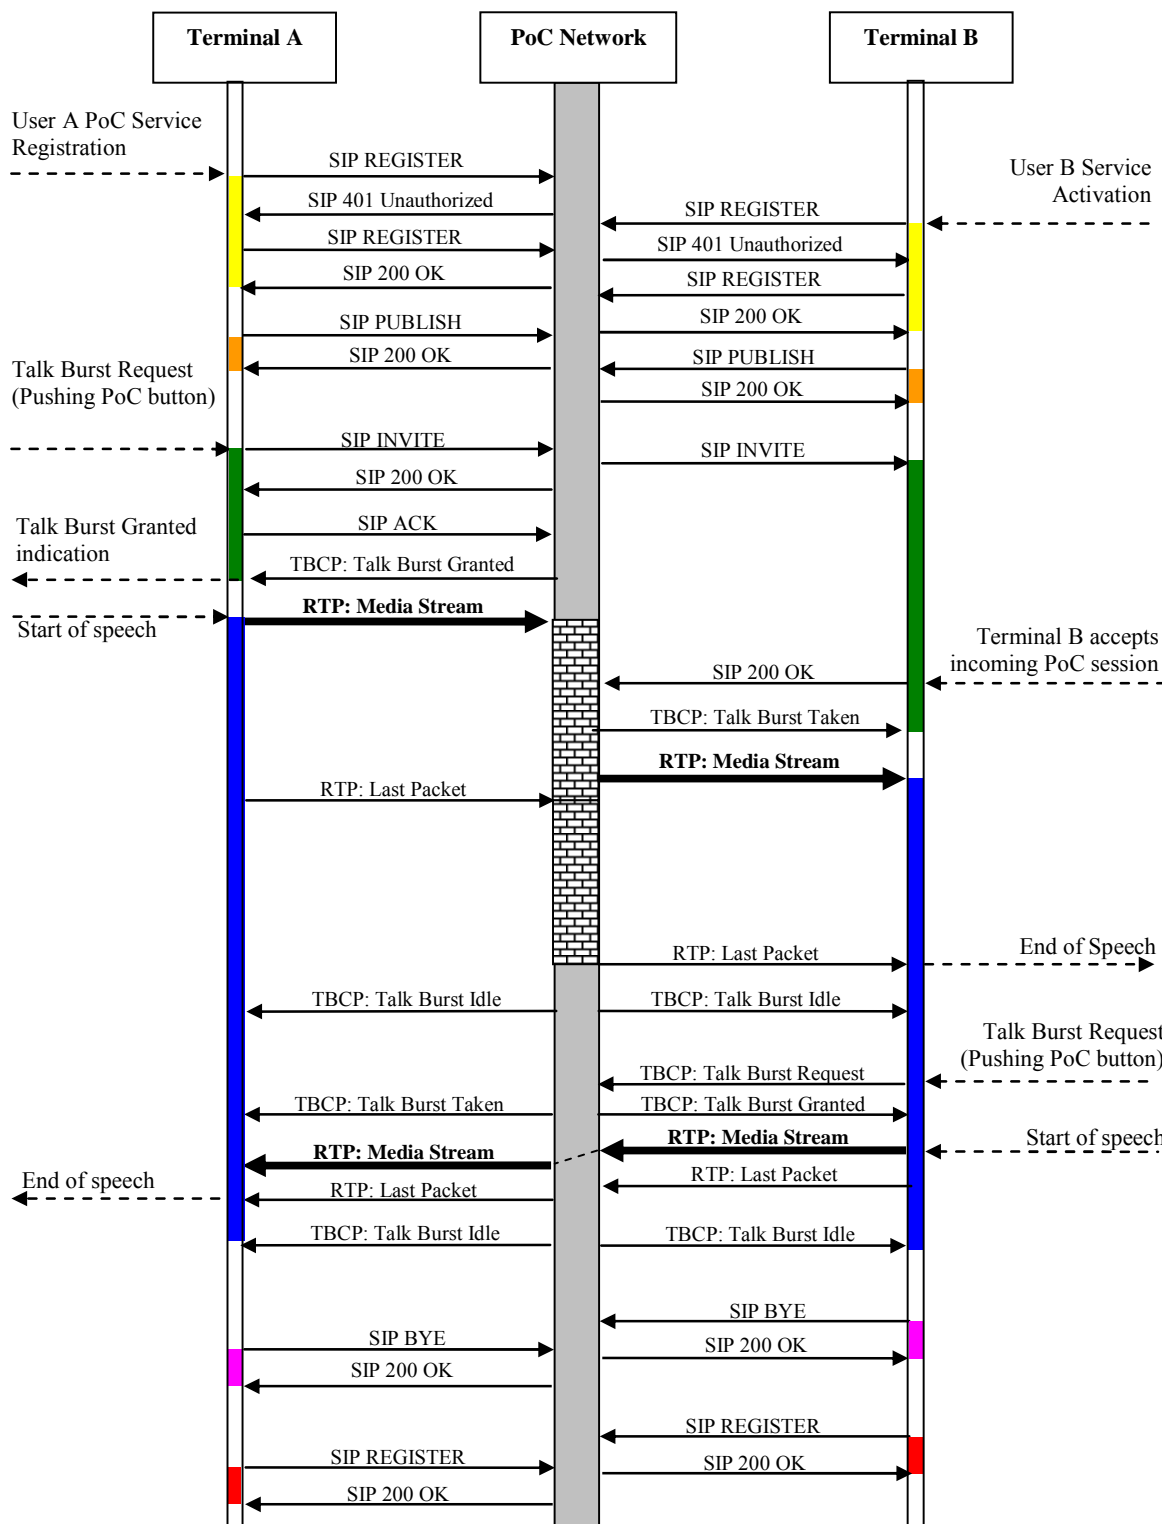 Terminal A
PoC Network
Terminal B
User A PoC Service
Registration
SIP REGISTER
User B Service
Activation
SIP 401 Unauthorized
SIP REGISTER
SIP REGISTER
SIP 401 Unauthorized
SIP 200 OK
SIP REGISTER
SIP PUBLISH
SIP 200 OK
SIP 200 OK
SIP PUBLISH
Talk Burst Request
(Pushing PoC button)
SIP 200 OK
SIP INVITE
SIP INVITE
SIP 200 OK
Talk Burst Granted
indication
SIP ACK
TBCP: Talk Burst Granted
RTP: Media Stream
Start of speech
Terminal B accepts
incoming PoC session
SIP 200 OK
TBCP: Talk Burst Taken
RTP: Media Stream
RTP: Last Packet
RTP: Last Packet
End of Speech
TBCP: Talk Burst Idle
TBCP: Talk Burst Idle
Talk Burst Request
(Pushing PoC button)
TBCP: Talk Burst Request
TBCP: Talk Burst Taken
TBCP: Talk Burst Granted
RTP: Media Stream
Start of speech
RTP: Media Stream
RTP: Last Packet
End of speech
RTP: Last Packet
TBCP: Talk Burst Idle
TBCP: Talk Burst Idle
SIP BYE
SIP BYE
SIP 200 OK
SIP 200 OK
SIP REGISTER
SIP REGISTER
SIP 200 OK
SIP 200 OK